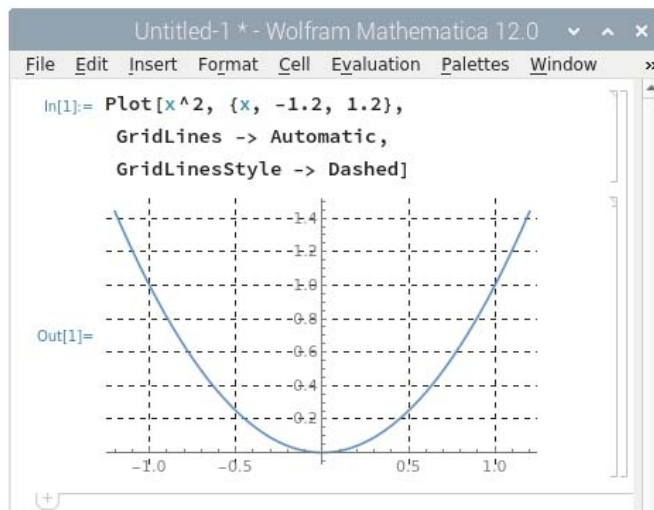 Untitled-1 * - Wolfram Mathematica 12.0
File Edit Insert Format Cell Evaluation Palettes Window »
In[1]:= Plot[x^2, {x, -1.2, 1.2},
GridLines -> Automatic,
GridLinesStyle -> Dashed]
Out[1]=
1.4
1.2
1.0
0.8
0.6
0.4
0.2
-1.0 -0.5 0.5 1.0